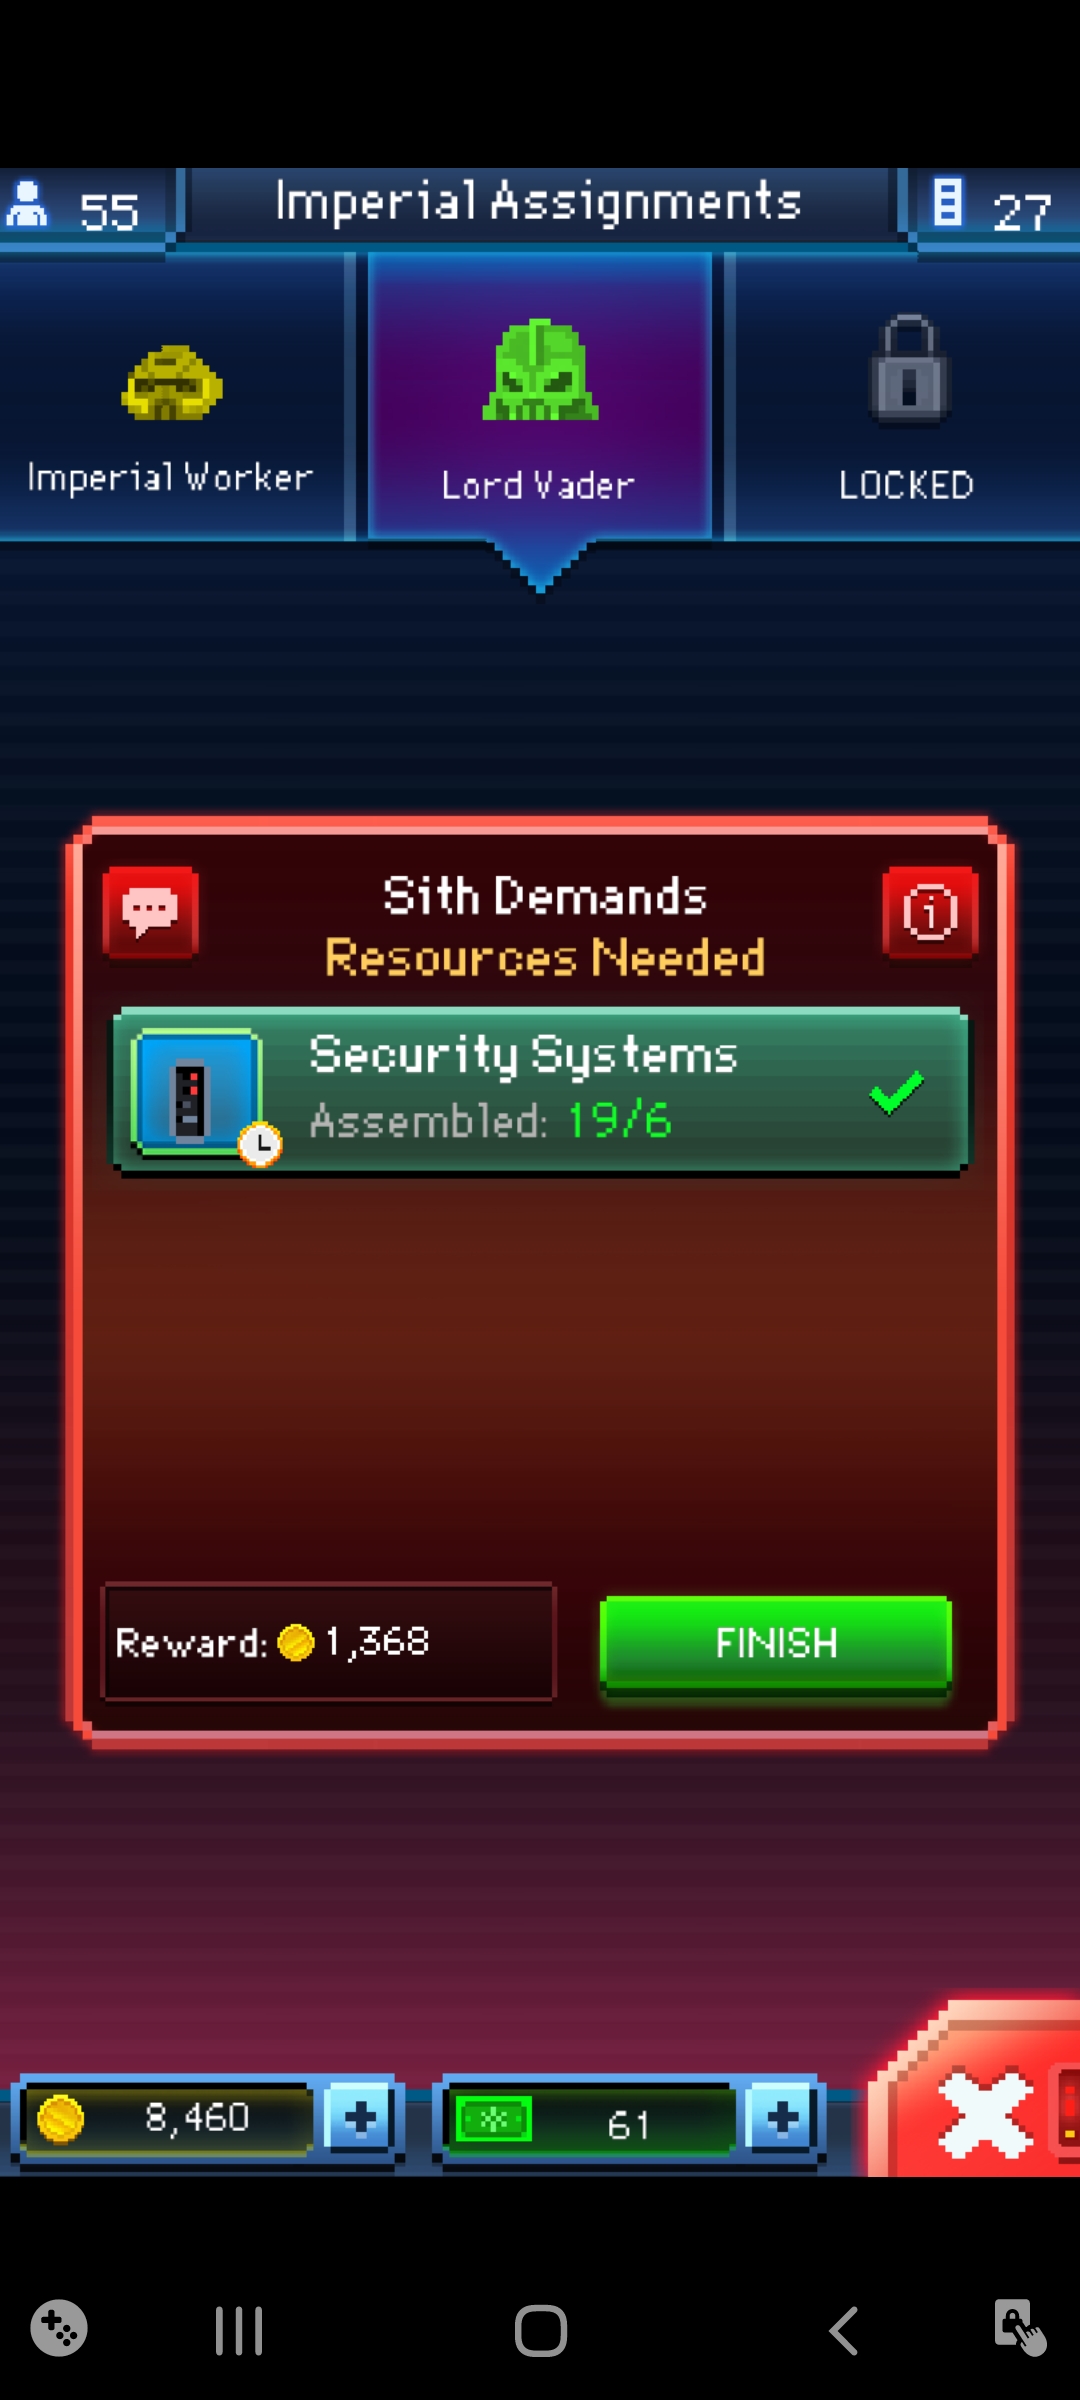 55
Imperial Assignments
27
Imperial Worker
Lord Vader
LOCKED
Sith Demands
Resources Needed
Security Systems
Assembled: 19/6
Reward: 1,368
FINISH
8,460
61